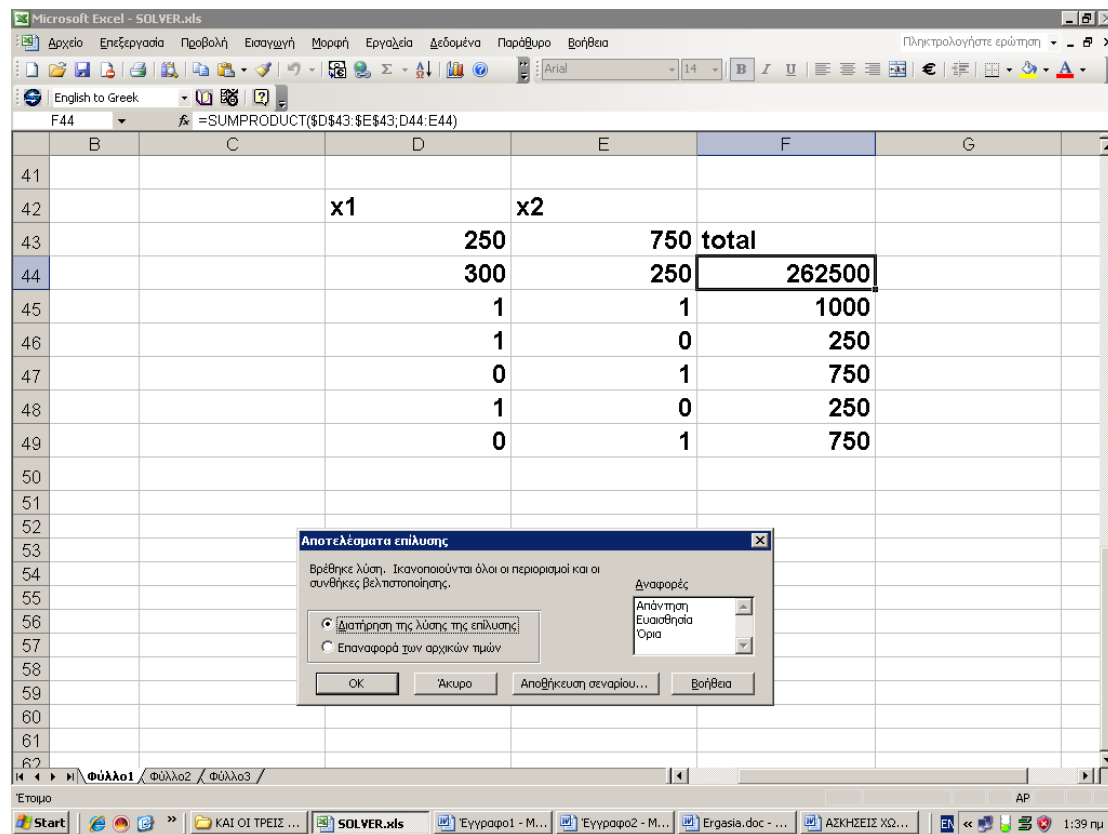 Microsoft Excel - SOLVER.xls
Αρχείο Επεξεργασία Προβολή Εισαγωγή Μορφή Εργαλεία Δεδομένα Παράθυρο Βοήθεια Πληκτρολογήστε ερώτηση
Arial 14 B I U €
English to Greek
F44 fx =SUMPRODUCT($D$43:$E$43;D44:E44)
B C D E F G
41
42 x1 x2
43 250 750 total
44 300 250 262500
45 1 1 1000
46 1 0 250
47 0 1 750
48 1 0 250
49 0 1 750
50
51
52
53
54
55
56
57
58
59
60
61
62
Αποτελέσματα επίλυσης
Βρέθηκε λύση. Ικανοποιούνται όλοι οι περιορισμοί και οι
συνθήκες βελτιστοποίησης.
Αναφορές
Απάντηση
Ευαισθησία
Όρια
Διατήρηση της λύσης της επίλυσης
Επαναφορά των αρχικών τιμών
OK Άκυρο Αποθήκευση σεναρίου... Βοήθεια
Φύλλο1 Φύλλο2 Φύλλο3
Έτοιμο AP
Start » ΚΑΙ ΟΙ ΤΡΕΙΣ ... SOLVER.xls Έγγραφο1 - M... Έγγραφο2 - M... Ergasia.doc - ... ΑΣΚΗΣΕΙΣ ΧΩ... EN « 1:39 πμ